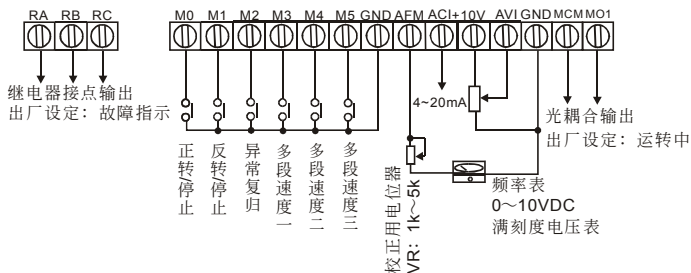 RA RB RC
M0 M1 M2 M3 M4 M5 GND AFM ACI +10V AVI GND MCM MO1
继电器接点输出
出厂设定：故障指示
4~20mA
光耦合输出
出厂设定：运转中
正转/停止
反转/停止
异常复归
多段速度一
多段速度二
多段速度三
校正用电位器
VR：1k～5k
频率表
0～10VDC
满刻度电压表